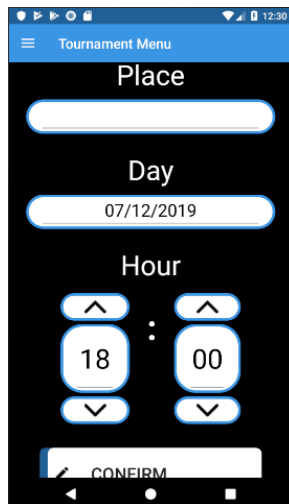 12:30
Tournament Menu
Place
Day
07/12/2019
Hour
18 : 00
CONFIRM